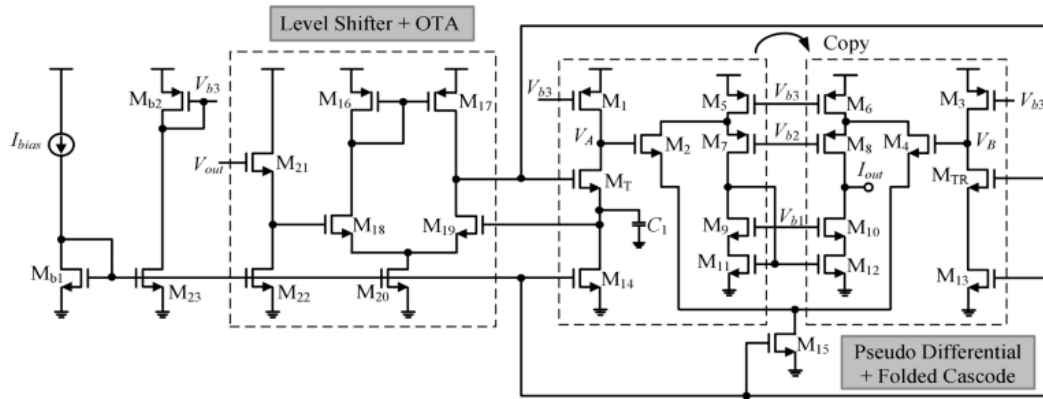 Level Shifter + OTA
Copy
M_b2
V_b3
M_16
M_17
V_b3
M_1
M_5
V_b3
M_6
M_3
V_b3
I_bias
V_out
M_21
V_A
M_2
M_7
V_b2
M_8
M_4
V_B
M_T
I_out
M_TR
M_18
M_19
C_1
M_9
V_b1
M_10
M_b1
M_23
M_22
M_20
M_14
M_11
M_12
M_13
M_15
Pseudo Differential
+ Folded Cascode